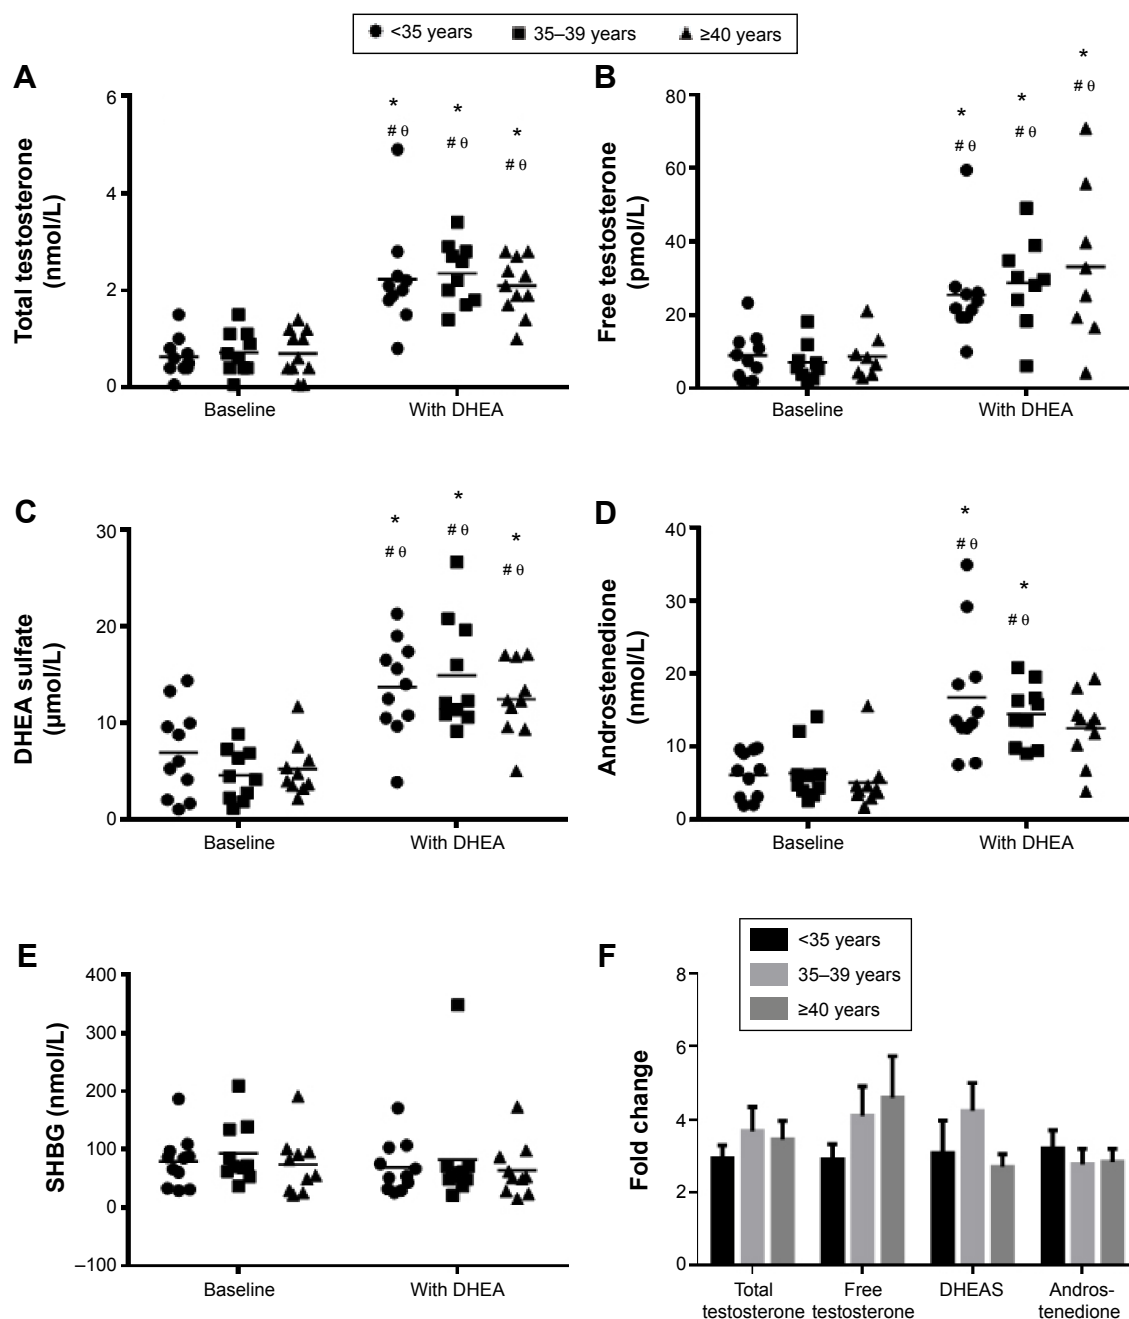 <35 years 35–39 years ≥40 years
A
Total testosterone
(nmol/L)
6
4
2
0
* * *
# θ # θ # θ
Baseline With DHEA
B
Free testosterone
(pmol/L)
80
60
40
20
0
* * *
# θ # θ # θ
Baseline With DHEA
C
DHEA sulfate
(µmol/L)
30
20
10
0
* * *
# θ # θ # θ
Baseline With DHEA
D
Androstenedione
(nmol/L)
40
30
20
10
0
* *
# θ # θ
Baseline With DHEA
E
SHBG (nmol/L)
400
300
200
100
0
–100
Baseline With DHEA
F
<35 years
35–39 years
≥40 years
Fold change
8
6
4
2
0
Total Free DHEAS Andros-
testosterone testosterone tenedione